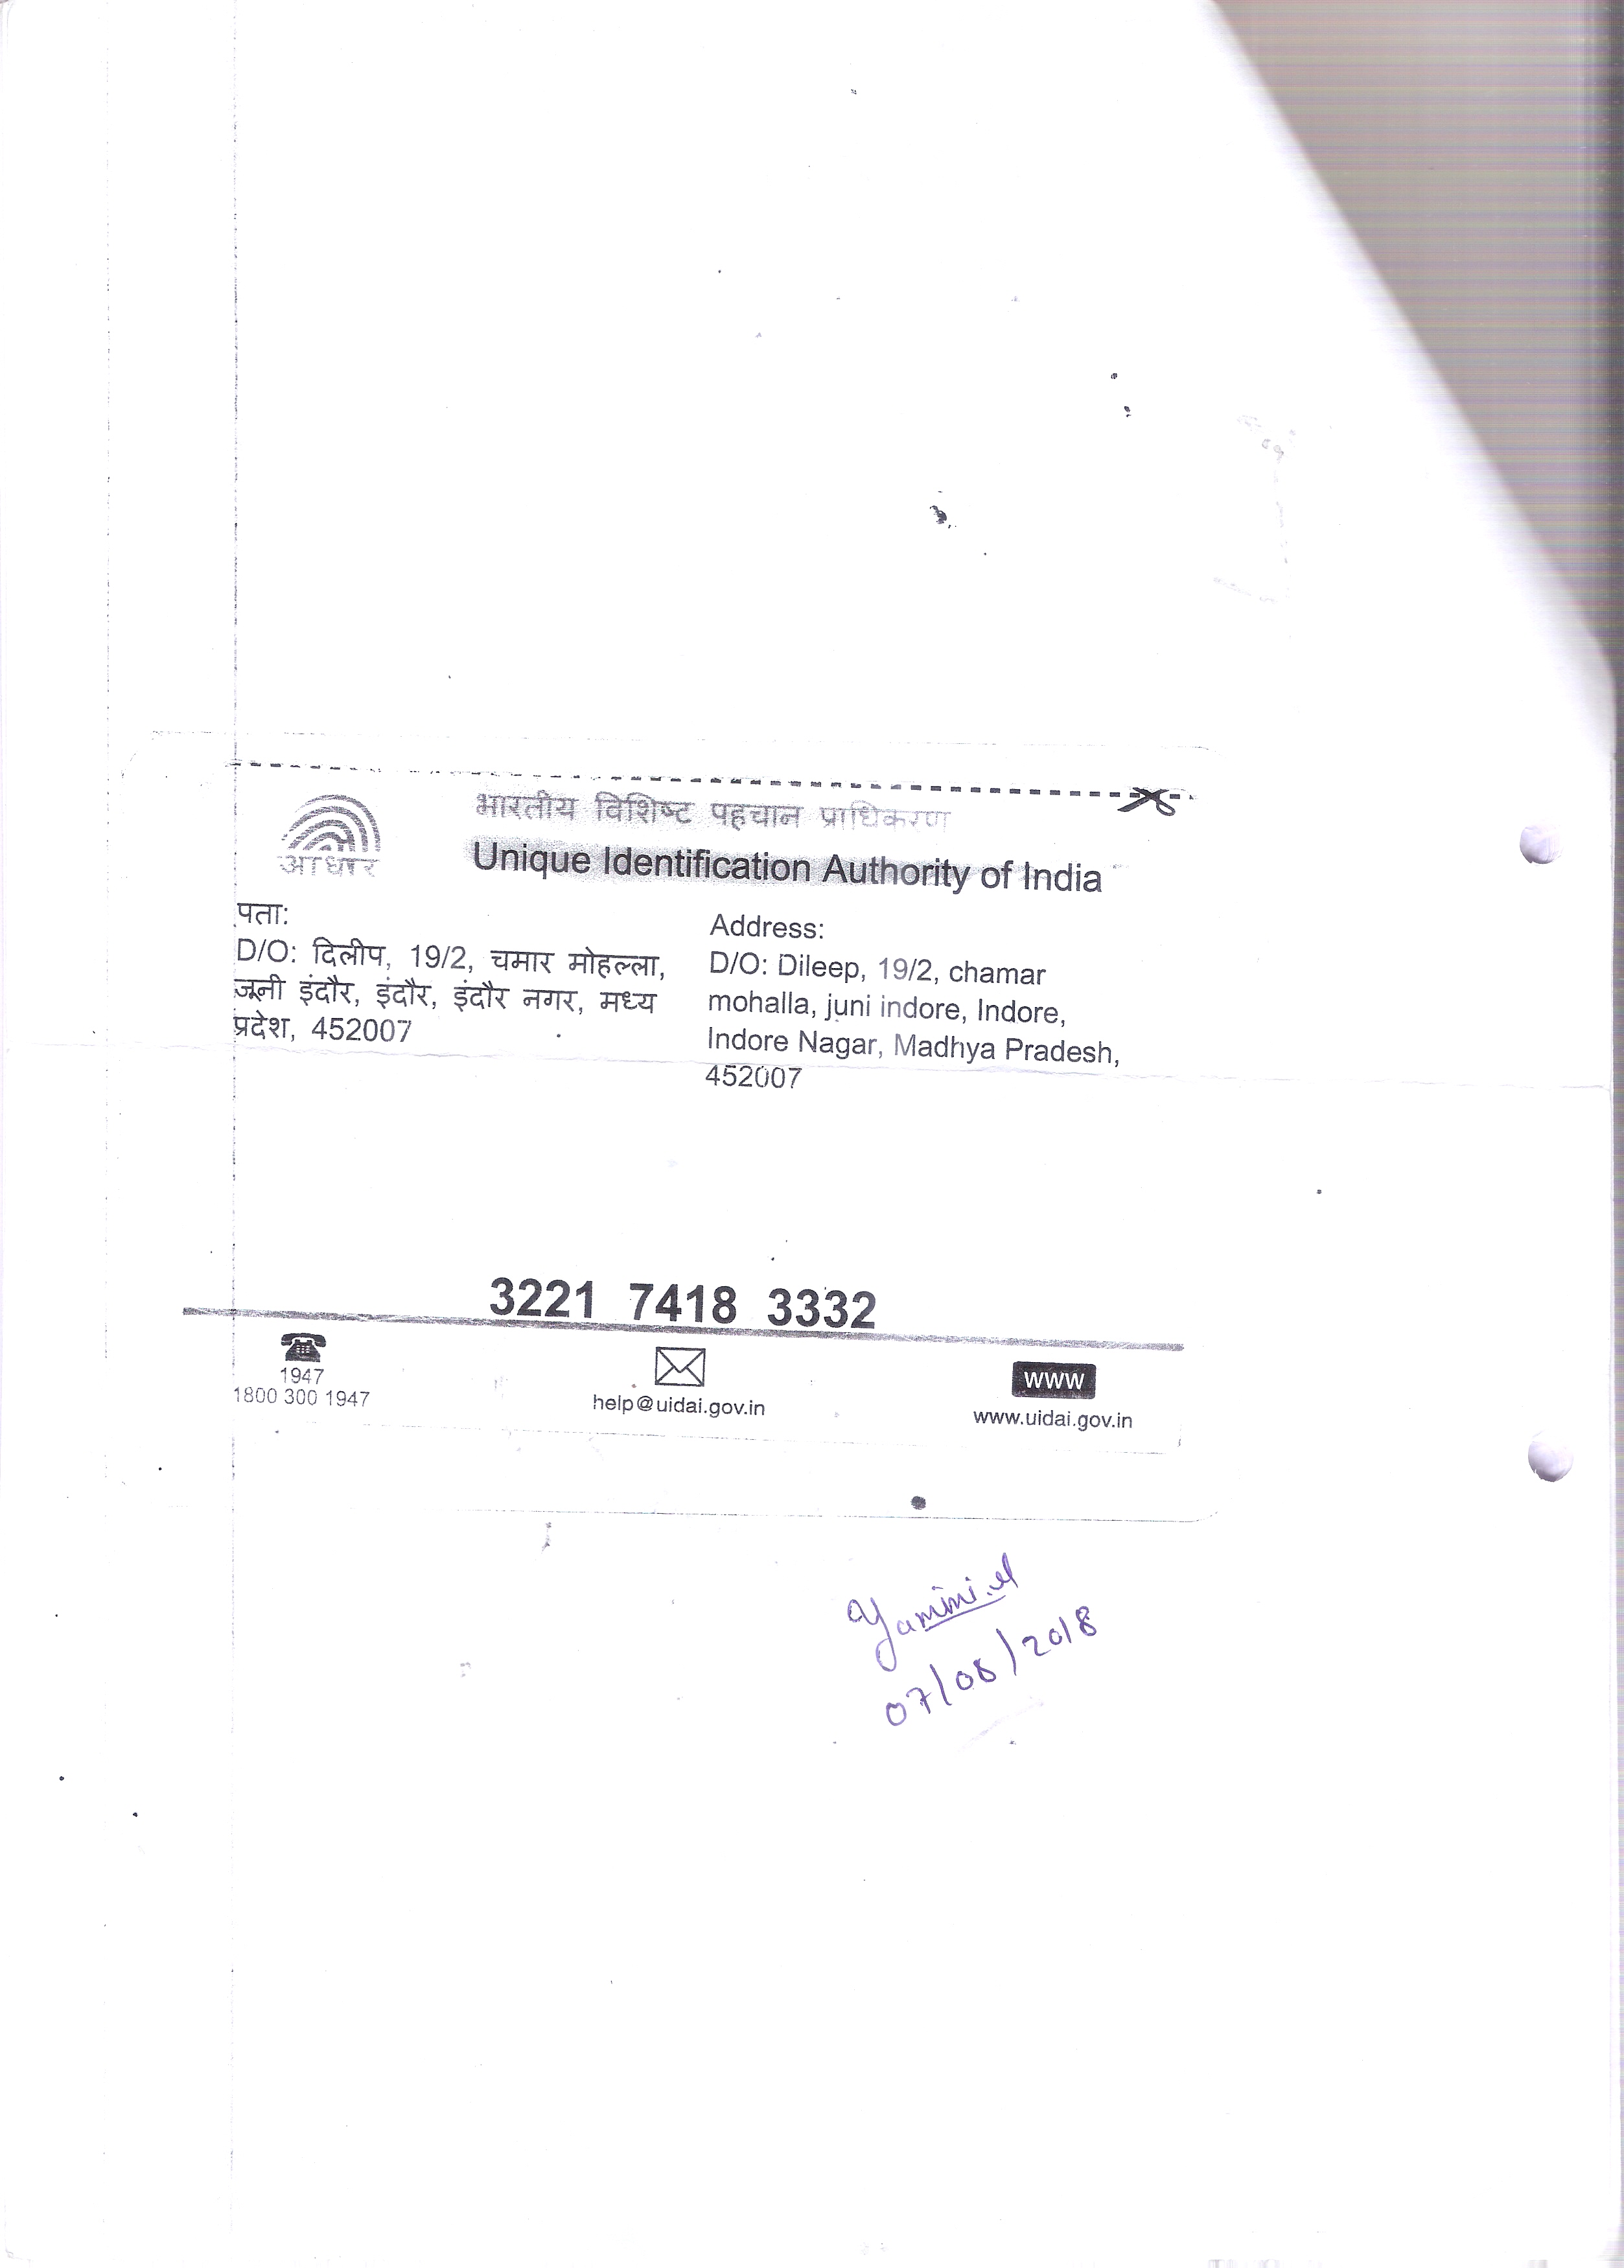 भारतीय विशिष्ट पहचान प्राधिकरण
आधार
Unique Identification Authority of India
पता:
D/O: दिलीप, 19/2, चमार मोहल्ला,
जूनी इंदौर, इंदौर, इंदौर नगर, मध्य
प्रदेश, 452007
Address:
D/O: Dileep, 19/2, chamar
mohalla, juni indore, Indore,
Indore Nagar, Madhya Pradesh,
452007
3221 7418 3332
1947
1800 300 1947
help@uidai.gov.in
WWW
www.uidai.gov.in
Yamini
07/08/2018